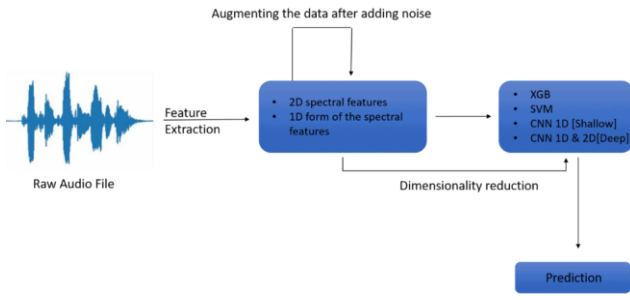 Augmenting the data after adding noise
• 2D spectral features
• 1D form of the spectral
features
• XGB
• SVM
• CNN 1D [Shallow]
• CNN 1D & 2D[Deep]
Feature
Extraction
Raw Audio File
Dimensionality reduction
Prediction